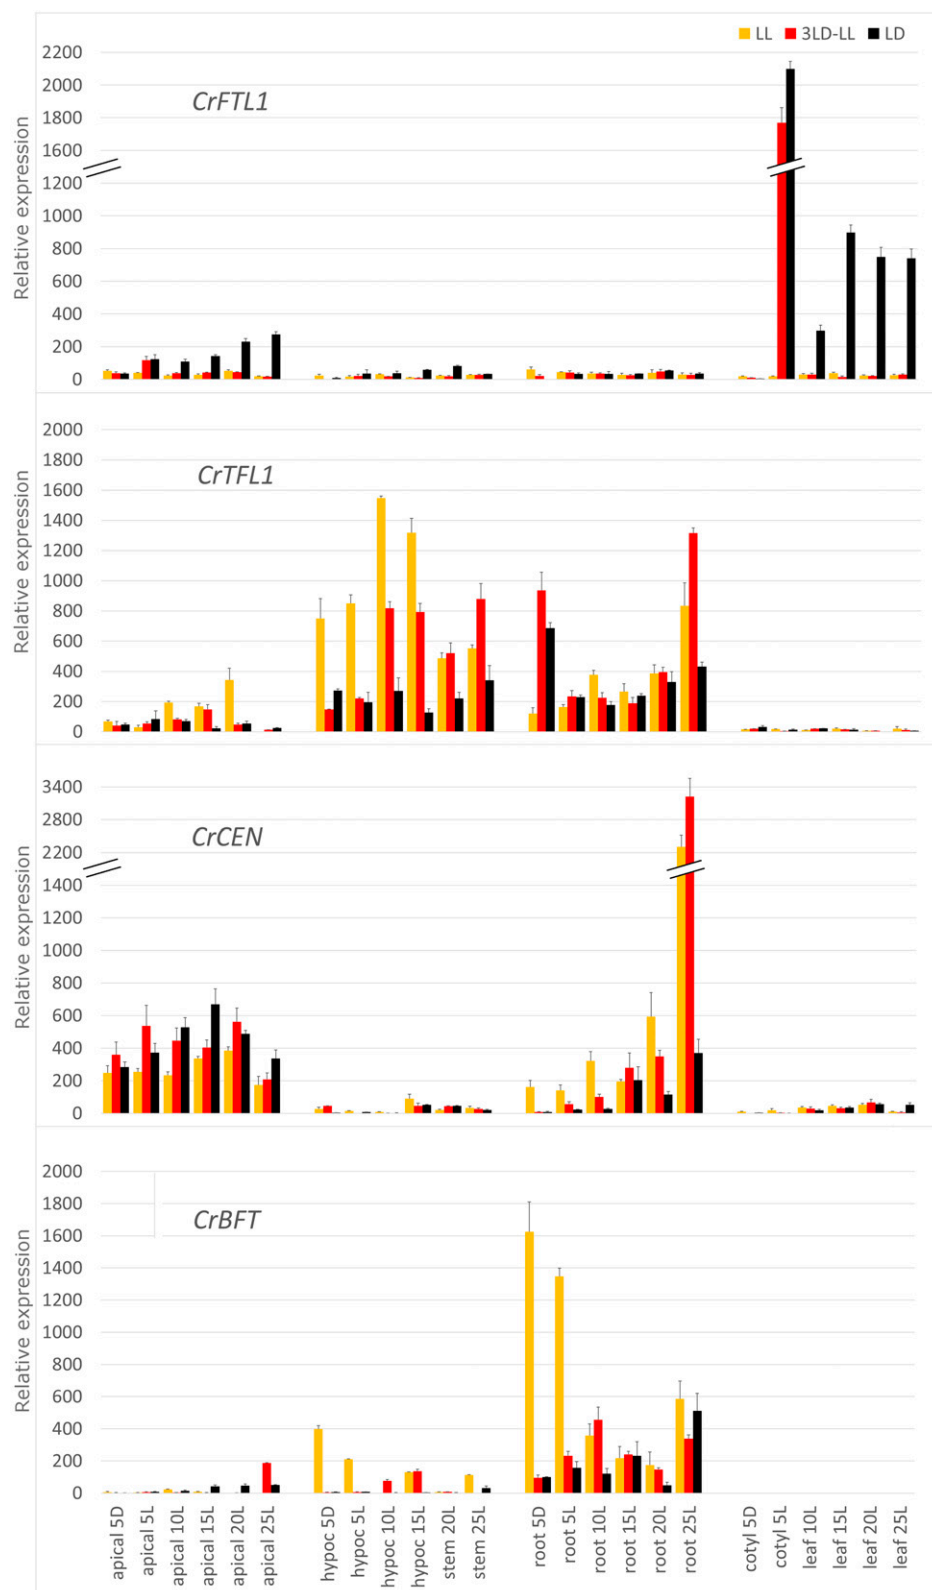 LL 3LD-LL LD
CrFTL1
Relative expression
2200
2000
1800
1600
1200
1000
800
600
400
200
0
CrTFL1
Relative expression
2000
1800
1600
1400
1200
1000
800
600
400
200
0
CrCEN
Relative expression
3400
2800
2200
1400
1200
1000
800
600
400
200
0
CrBFT
Relative expression
2000
1800
1600
1400
1200
1000
800
600
400
200
0
apical 5D
apical 5L
apical 10L
apical 15L
apical 20L
apical 25L
hypoc 5D
hypoc 5L
hypoc 10L
hypoc 15L
stem 20L
stem 25L
root 5D
root 5L
root 10L
root 15L
root 20L
root 25L
cotyl 5D
cotyl 5L
leaf 10L
leaf 15L
leaf 20L
leaf 25L